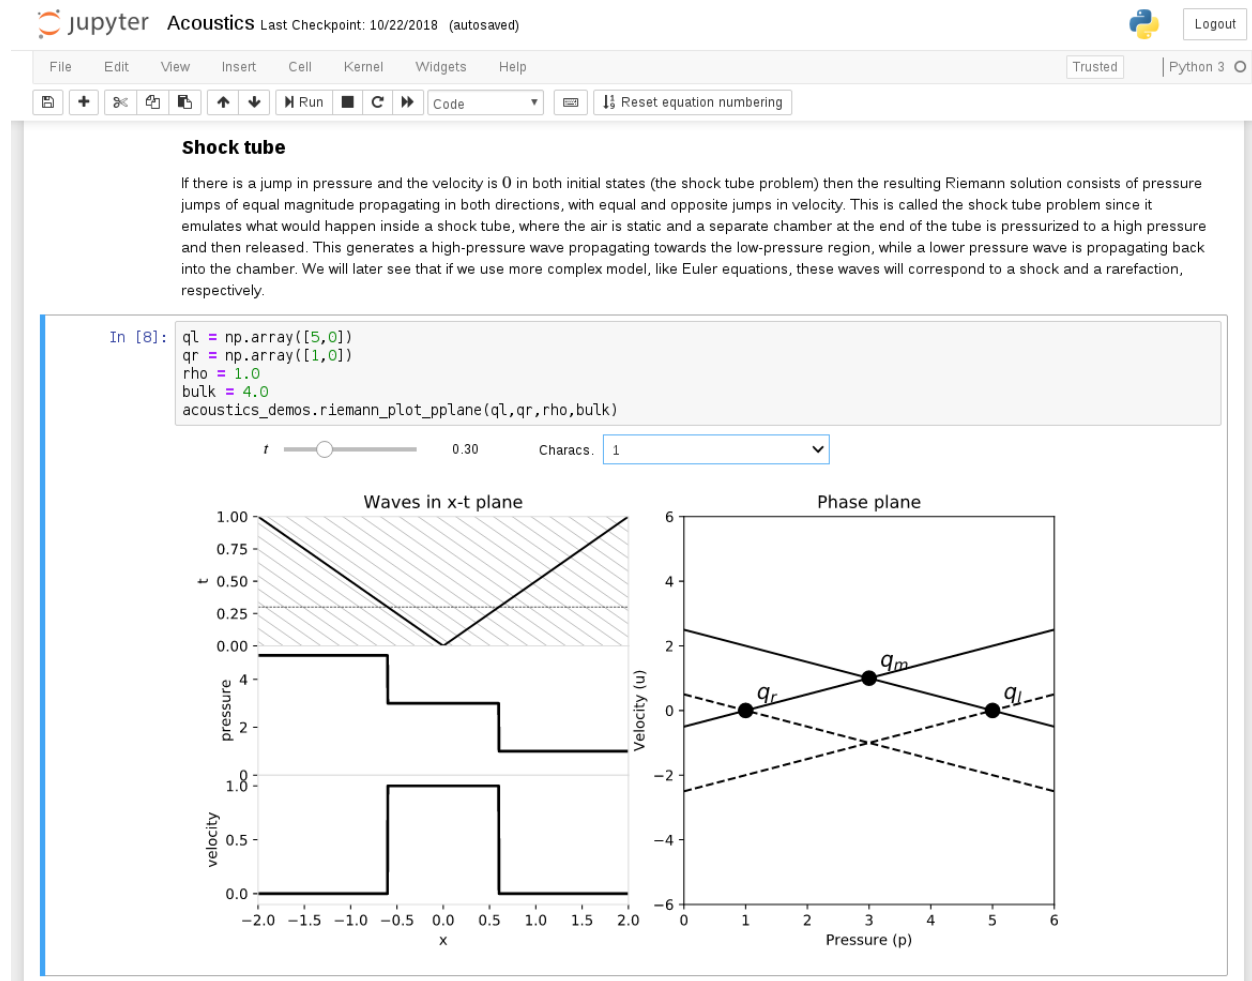 jupyter Acoustics Last Checkpoint: 10/22/2018 (autosaved) Logout
File Edit View Insert Cell Kernel Widgets Help Trusted Python 3
Run Code Reset equation numbering
Shock tube
If there is a jump in pressure and the velocity is 0 in both initial states (the shock tube problem) then the resulting Riemann solution consists of pressure
jumps of equal magnitude propagating in both directions, with equal and opposite jumps in velocity. This is called the shock tube problem since it
emulates what would happen inside a shock tube, where the air is static and a separate chamber at the end of the tube is pressurized to a high pressure
and then released. This generates a high-pressure wave propagating towards the low-pressure region, while a lower pressure wave is propagating back
into the chamber. We will later see that if we use more complex model, like Euler equations, these waves will correspond to a shock and a rarefaction,
respectively.
In [8]: ql = np.array([5,0])
qr = np.array([1,0])
rho = 1.0
bulk = 4.0
acoustics_demos.riemann_plot_pplane(ql,qr,rho,bulk)
t 0.30 Characs. 1
Waves in x-t plane
1.00
0.75
t 0.50
0.25
0.00
pressure
4
2
0
velocity
1.0
0.5
0.0
−2.0 −1.5 −1.0 −0.5 0.0 0.5 1.0 1.5 2.0
x
Phase plane
6
4
2
0
−2
−4
−6
Velocity (u)
q_m
q_r
q_l
0 1 2 3 4 5 6
Pressure (p)